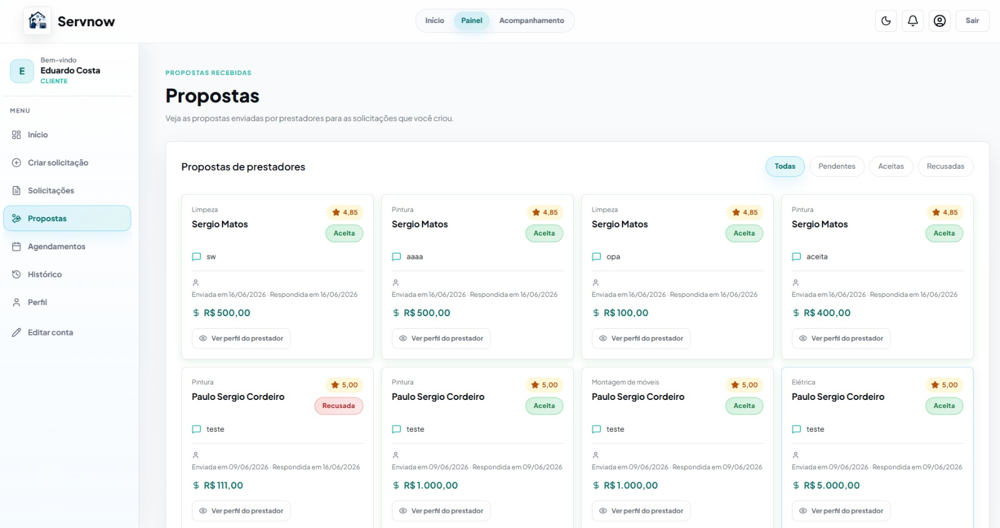 Servnow
Início Painel Acompanhamento
Sair
E
Bem-vindo
Eduardo Costa
CLIENTE
MENU
Início
Criar solicitação
Solicitações
Propostas
Agendamentos
Histórico
Perfil
Editar conta
PROPOSTAS RECEBIDAS
Propostas
Veja as propostas enviadas por prestadores para as solicitações que você criou.
Propostas de prestadores
Todas Pendentes Aceitas Recusadas
Limpeza
4,85
Sergio Matos
Aceita
sw
Enviada em 16/06/2026 · Respondida em 16/06/2026
$ R$ 500,00
Ver perfil do prestador
Pintura
4,85
Sergio Matos
Aceita
aaaa
Enviada em 16/06/2026 · Respondida em 16/06/2026
$ R$ 500,00
Ver perfil do prestador
Limpeza
4,85
Sergio Matos
Aceita
opa
Enviada em 16/06/2026 · Respondida em 16/06/2026
$ R$ 100,00
Ver perfil do prestador
Pintura
4,85
Sergio Matos
Aceita
aceita
Enviada em 16/06/2026 · Respondida em 16/06/2026
$ R$ 400,00
Ver perfil do prestador
Pintura
5,00
Paulo Sergio Cordeiro
Recusada
teste
Enviada em 09/06/2026 · Respondida em 16/06/2026
$ R$ 111,00
Ver perfil do prestador
Pintura
5,00
Paulo Sergio Cordeiro
Aceita
teste
Enviada em 09/06/2026 · Respondida em 09/06/2026
$ R$ 1.000,00
Ver perfil do prestador
Montagem de móveis
5,00
Paulo Sergio Cordeiro
Aceita
teste
Enviada em 09/06/2026 · Respondida em 09/06/2026
$ R$ 1.000,00
Ver perfil do prestador
Elétrica
5,00
Paulo Sergio Cordeiro
Aceita
teste
Enviada em 09/06/2026 · Respondida em 09/06/2026
$ R$ 5.000,00
Ver perfil do prestador